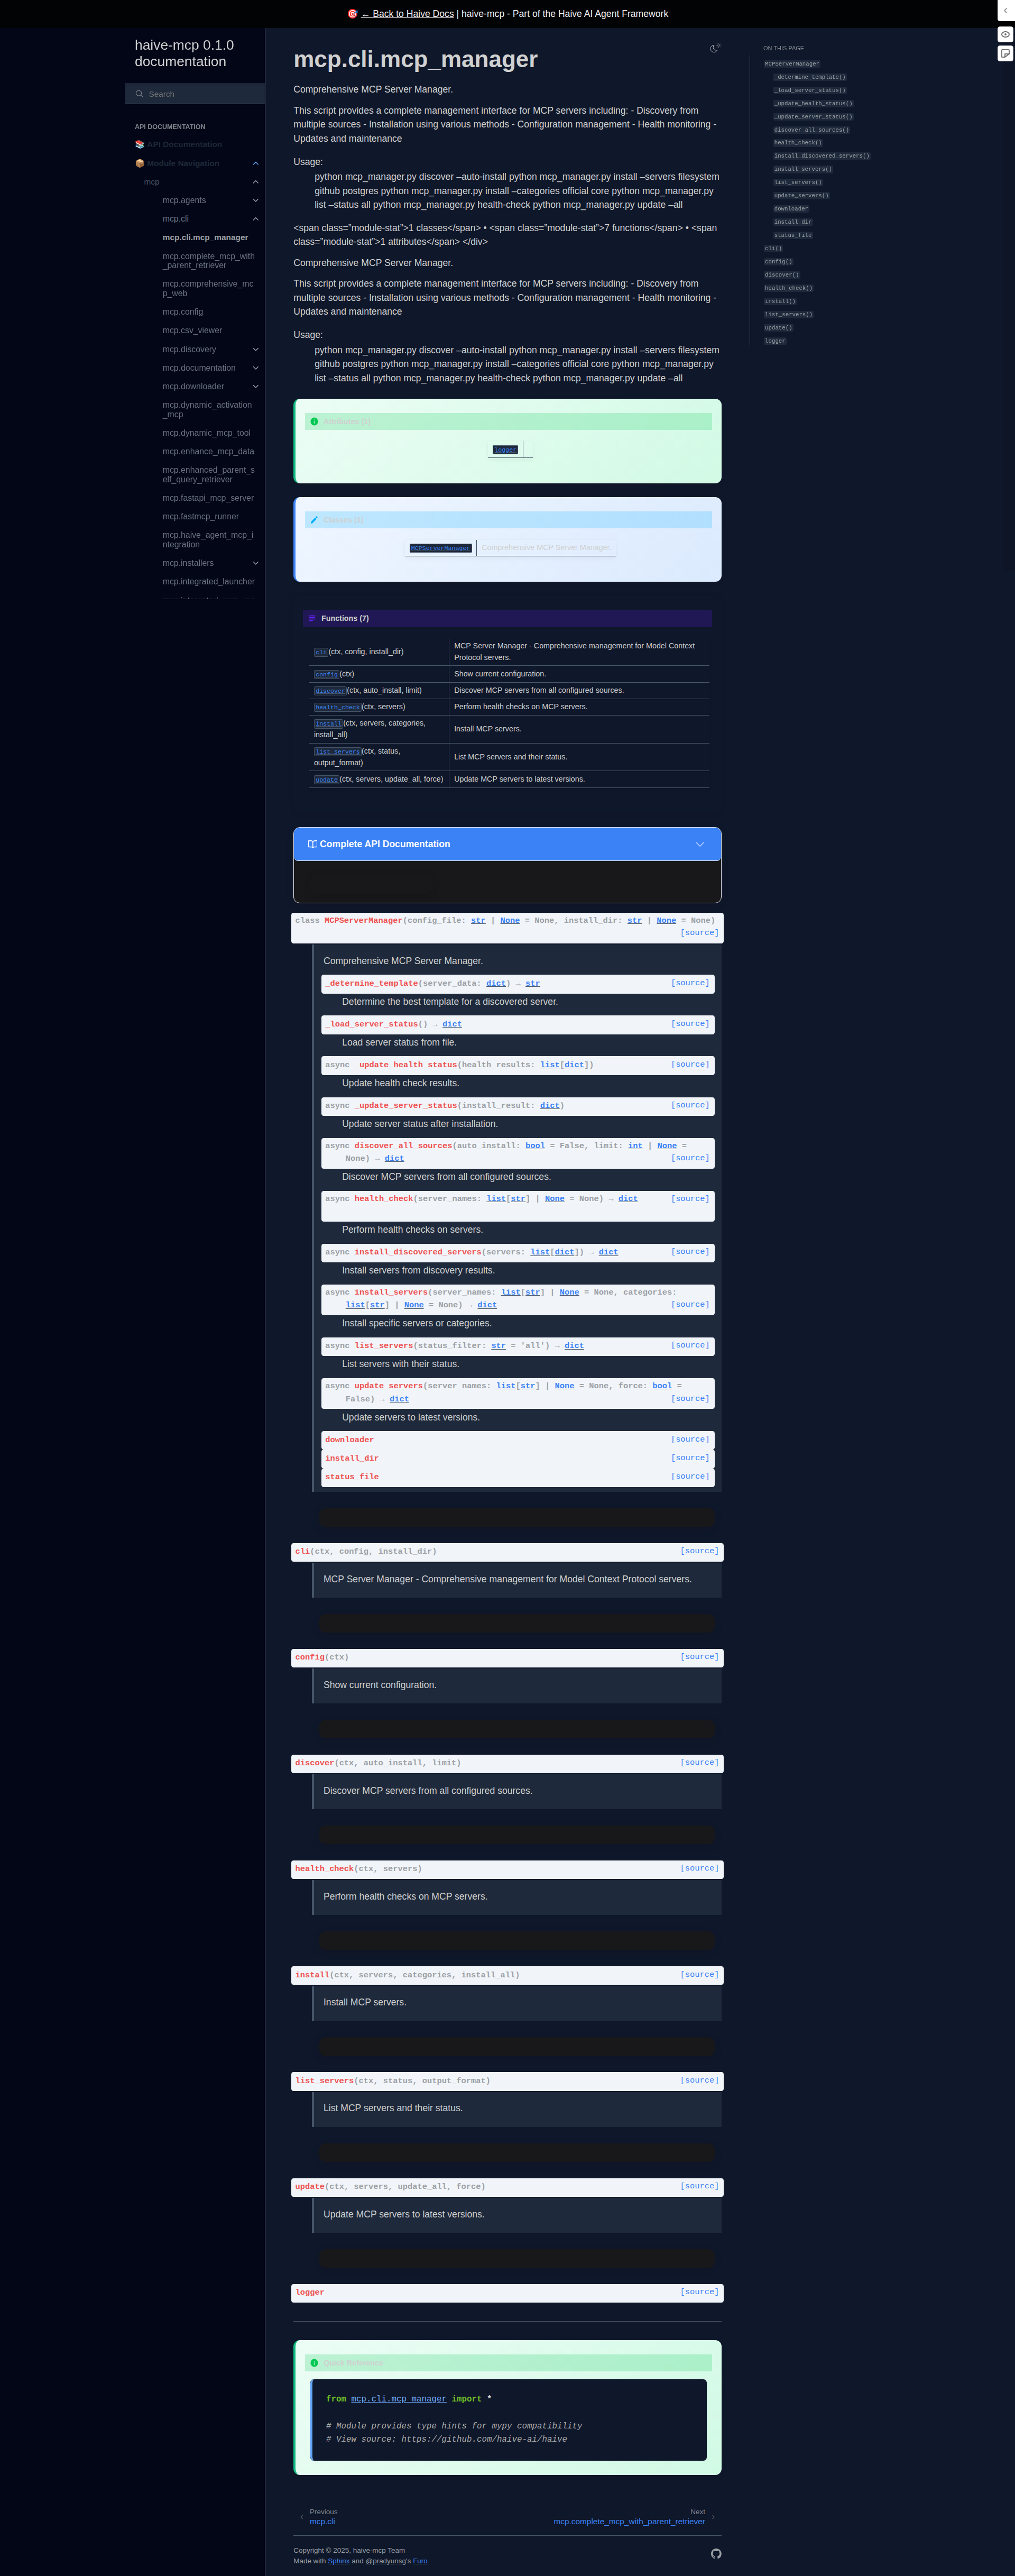 🎯 ← Back to Haive Docs | haive-mcp - Part of the Haive AI Agent Framework
haive-mcp 0.1.0
documentation
Search
API DOCUMENTATION
📚 API Documentation
📦 Module Navigation
mcp
mcp.agents
mcp.cli
mcp.cli.mcp_manager
mcp.complete_mcp_with
_parent_retriever
mcp.comprehensive_mc
p_web
mcp.config
mcp.csv_viewer
mcp.discovery
mcp.documentation
mcp.downloader
mcp.dynamic_activation
_mcp
mcp.dynamic_mcp_tool
mcp.enhance_mcp_data
mcp.enhanced_parent_s
elf_query_retriever
mcp.fastapi_mcp_server
mcp.fastmcp_runner
mcp.haive_agent_mcp_i
ntegration
mcp.installers
mcp.integrated_launcher
mcp.cli.mcp_manager
Comprehensive MCP Server Manager.
This script provides a complete management interface for MCP servers including: - Discovery from
multiple sources - Installation using various methods - Configuration management - Health monitoring -
Updates and maintenance
Usage:
python mcp_manager.py discover –auto-install python mcp_manager.py install –servers filesystem
github postgres python mcp_manager.py install –categories official core python mcp_manager.py
list –status all python mcp_manager.py health-check python mcp_manager.py update –all
<span class="module-stat">1 classes</span> • <span class="module-stat">7 functions</span> • <span
class="module-stat">1 attributes</span> </div>
Comprehensive MCP Server Manager.
This script provides a complete management interface for MCP servers including: - Discovery from
multiple sources - Installation using various methods - Configuration management - Health monitoring -
Updates and maintenance
Usage:
python mcp_manager.py discover –auto-install python mcp_manager.py install –servers filesystem
github postgres python mcp_manager.py install –categories official core python mcp_manager.py
list –status all python mcp_manager.py health-check python mcp_manager.py update –all
Attributes (1)
logger
Classes (1)
MCPServerManager Comprehensive MCP Server Manager.
Functions (7)
cli(ctx, config, install_dir) MCP Server Manager - Comprehensive management for Model Context
Protocol servers.
config(ctx) Show current configuration.
discover(ctx, auto_install, limit) Discover MCP servers from all configured sources.
health_check(ctx, servers) Perform health checks on MCP servers.
install(ctx, servers, categories,
install_all) Install MCP servers.
list_servers(ctx, status,
output_format) List MCP servers and their status.
update(ctx, servers, update_all, force) Update MCP servers to latest versions.
Complete API Documentation
class MCPServerManager(config_file: str | None = None, install_dir: str | None = None)
[source]
Comprehensive MCP Server Manager.
_determine_template(server_data: dict) → str [source]
Determine the best template for a discovered server.
_load_server_status() → dict [source]
Load server status from file.
async _update_health_status(health_results: list[dict]) [source]
Update health check results.
async _update_server_status(install_result: dict) [source]
Update server status after installation.
async discover_all_sources(auto_install: bool = False, limit: int | None =
None) → dict [source]
Discover MCP servers from all configured sources.
async health_check(server_names: list[str] | None = None) → dict [source]
Perform health checks on servers.
async install_discovered_servers(servers: list[dict]) → dict [source]
Install servers from discovery results.
async install_servers(server_names: list[str] | None = None, categories:
list[str] | None = None) → dict [source]
Install specific servers or categories.
async list_servers(status_filter: str = 'all') → dict [source]
List servers with their status.
async update_servers(server_names: list[str] | None = None, force: bool =
False) → dict [source]
Update servers to latest versions.
downloader [source]
install_dir [source]
status_file [source]
cli(ctx, config, install_dir) [source]
MCP Server Manager - Comprehensive management for Model Context Protocol servers.
config(ctx) [source]
Show current configuration.
discover(ctx, auto_install, limit) [source]
Discover MCP servers from all configured sources.
health_check(ctx, servers) [source]
Perform health checks on MCP servers.
install(ctx, servers, categories, install_all) [source]
Install MCP servers.
list_servers(ctx, status, output_format) [source]
List MCP servers and their status.
update(ctx, servers, update_all, force) [source]
Update MCP servers to latest versions.
logger [source]
Quick Reference
from mcp.cli.mcp_manager import *
# Module provides type hints for mypy compatibility
# View source: https://github.com/haive-ai/haive
Previous
mcp.cli
Next
mcp.complete_mcp_with_parent_retriever
Copyright © 2025, haive-mcp Team
Made with Sphinx and @pradyunsg's Furo
ON THIS PAGE
MCPServerManager
_determine_template()
_load_server_status()
_update_health_status()
_update_server_status()
discover_all_sources()
health_check()
install_discovered_servers()
install_servers()
list_servers()
update_servers()
downloader
install_dir
status_file
cli()
config()
discover()
health_check()
install()
list_servers()
update()
logger